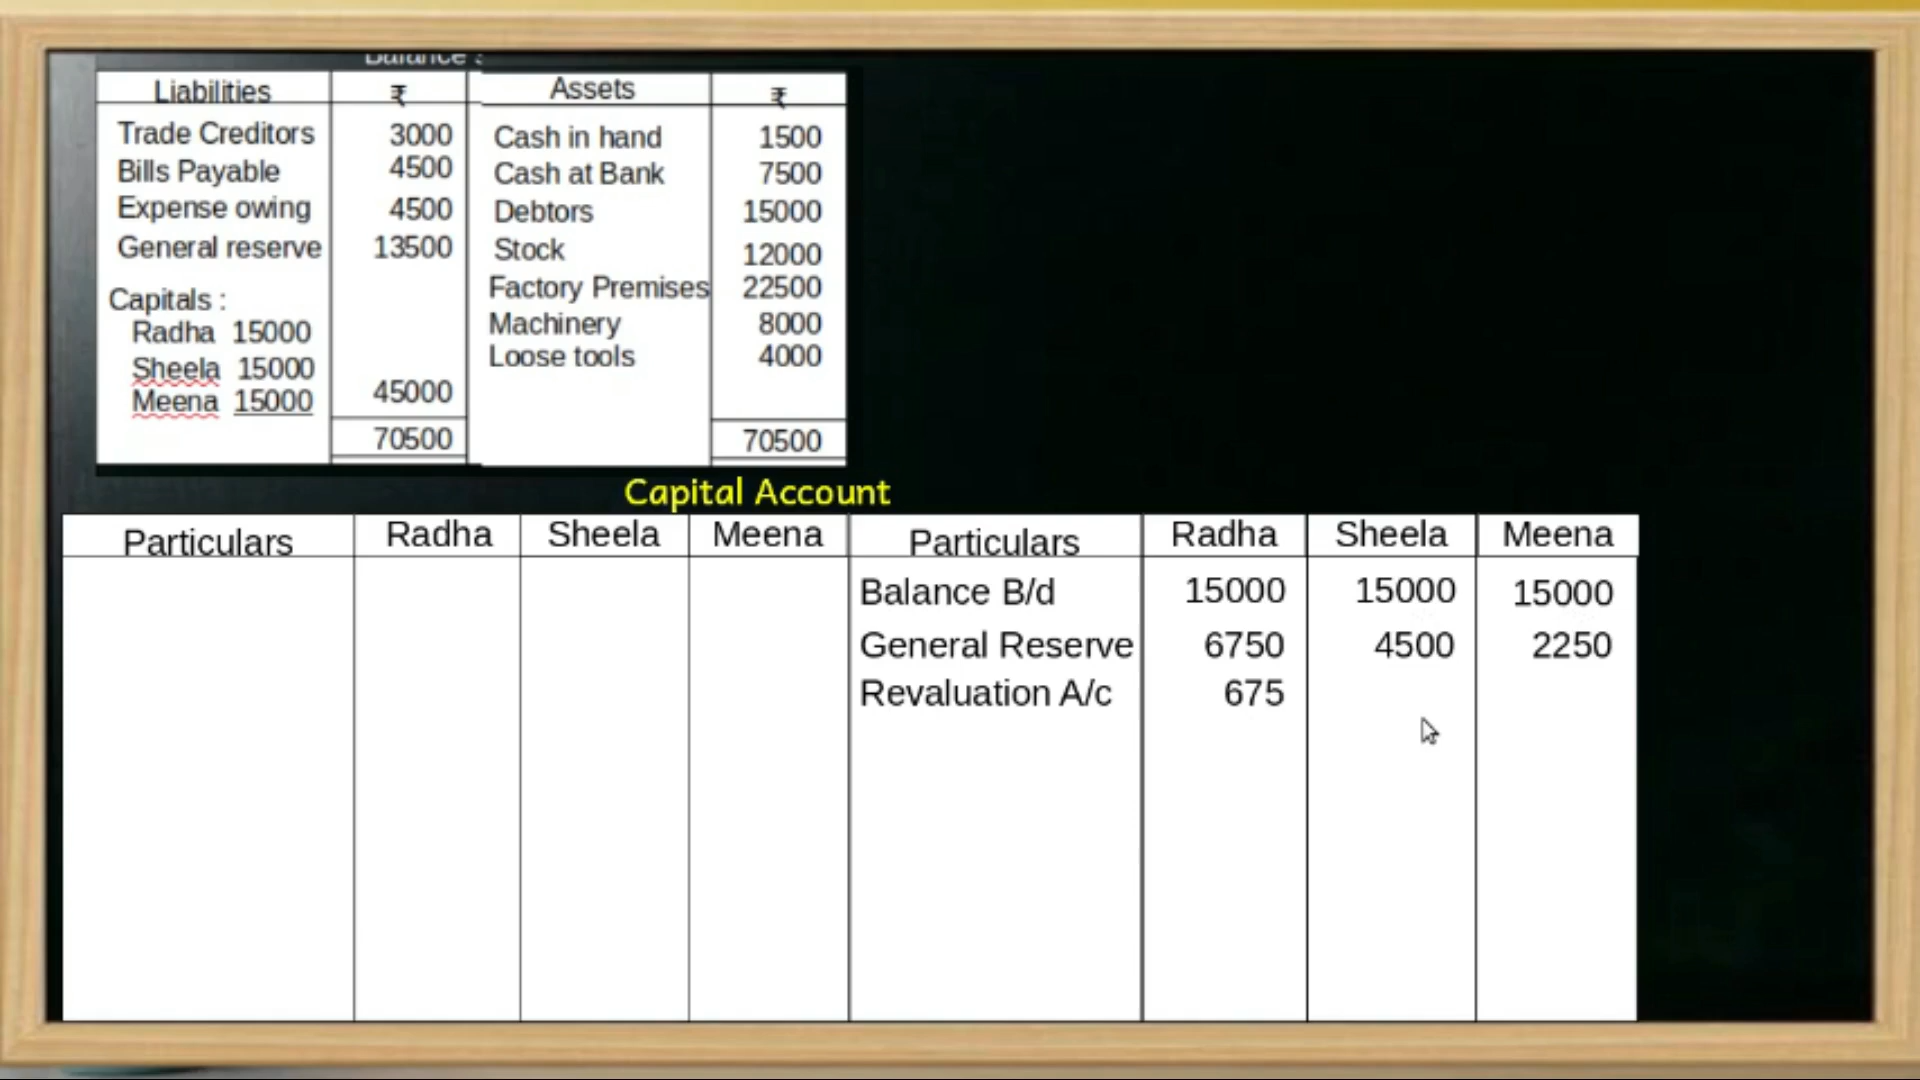 Balance
Liabilities ₹ Assets ₹
Trade Creditors 3000 Cash in hand 1500
Bills Payable 4500 Cash at Bank 7500
Expense owing 4500 Debtors 15000
General reserve 13500 Stock 12000
Factory Premises 22500
Capitals :
Radha 15000 Machinery 8000
Sheela 15000 Loose tools 4000
Meena 15000 45000
70500 70500
Capital Account
Particulars Radha Sheela Meena Particulars Radha Sheela Meena
Balance B/d 15000 15000 15000
General Reserve 6750 4500 2250
Revaluation A/c 675